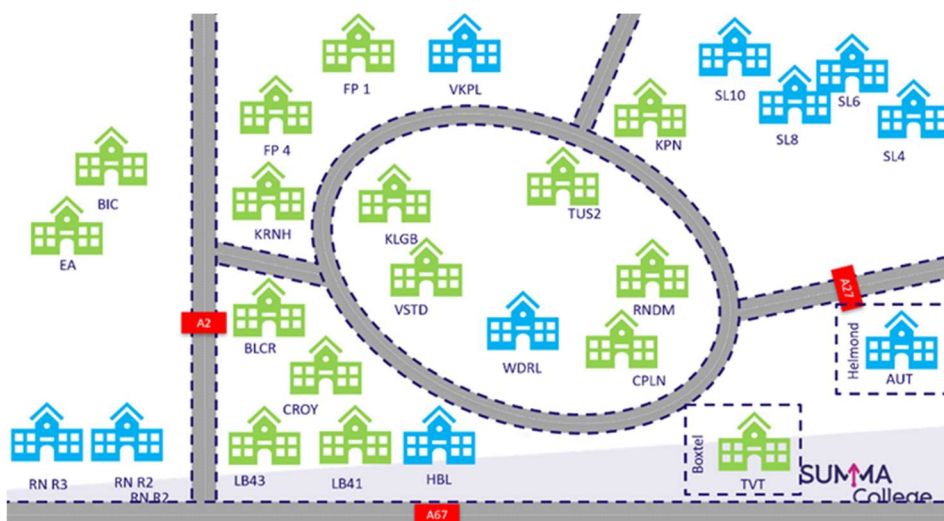 FP 1
VKPL
SL10
SL6
SL8
SL4
FP 4
KPN
BIC
KRNH
KLGB
TUS2
EA
VSTD
RNDM
A27
A2
BLCR
WDRL
CPLN
Helmond
AUT
CROY
RN R3
RN R2
RN R2
LB43
LB41
HBL
Boxtel
TVT
SUMMA
College
A67